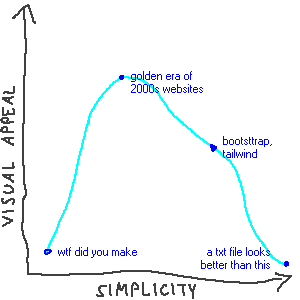 VISUAL APPEAL
golden era of
2000s websites
bootsttrap,
tailwind
wtf did you make
a txt file looks
better than this
SIMPLICITY